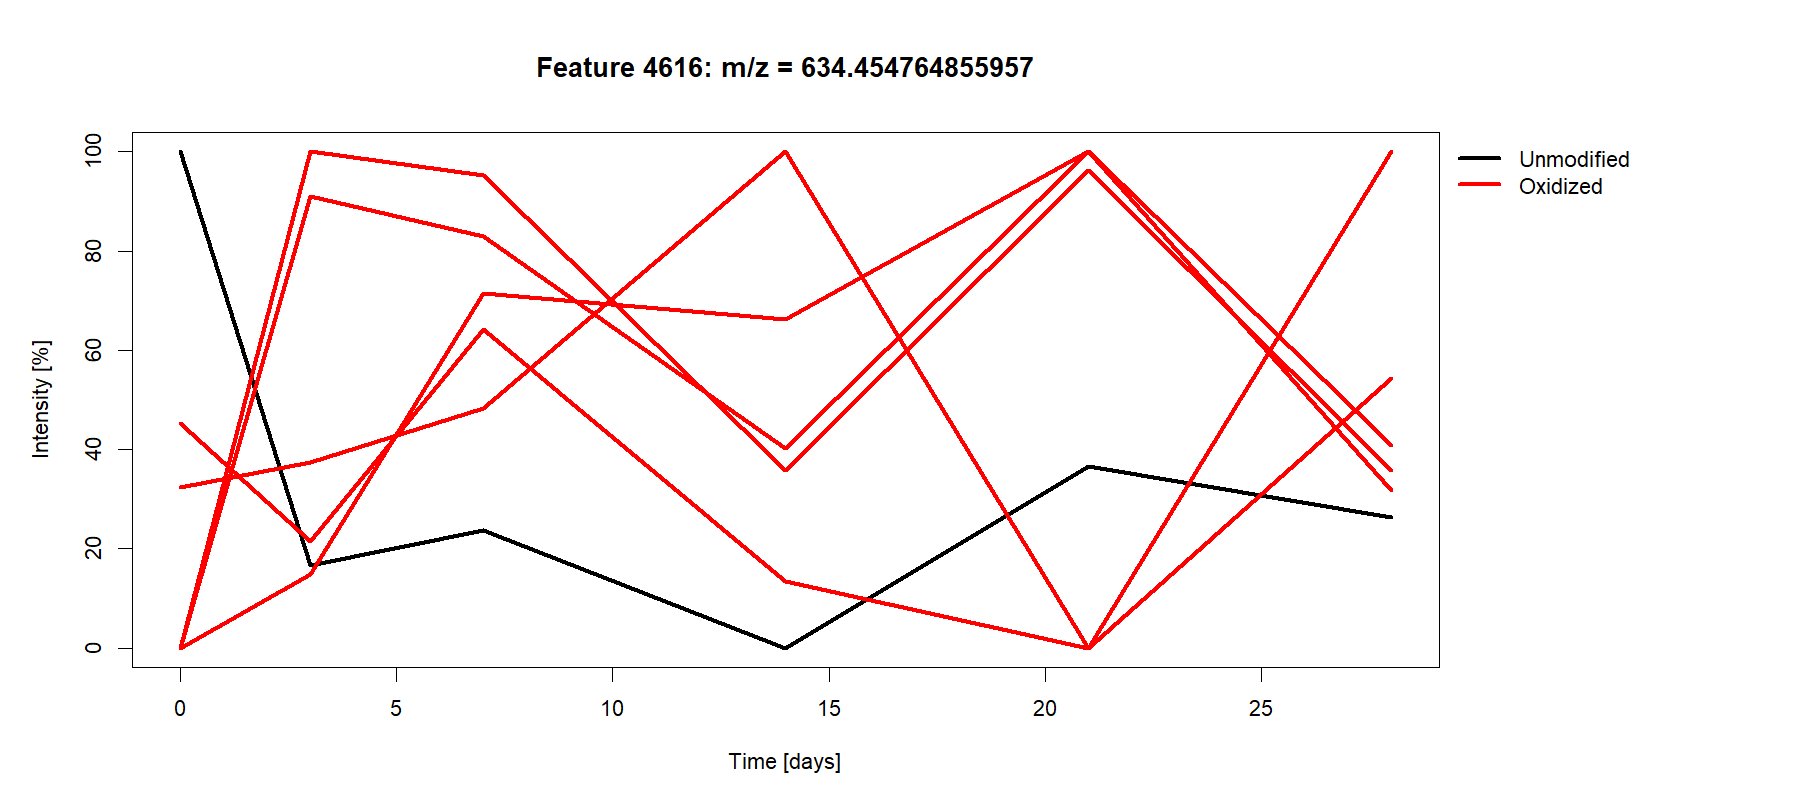 Feature 4616: m/z = 634.454764855957
Unmodified
Oxidized
Intensity [%]
100
80
60
40
20
0
0 5 10 15 20 25
Time [days]